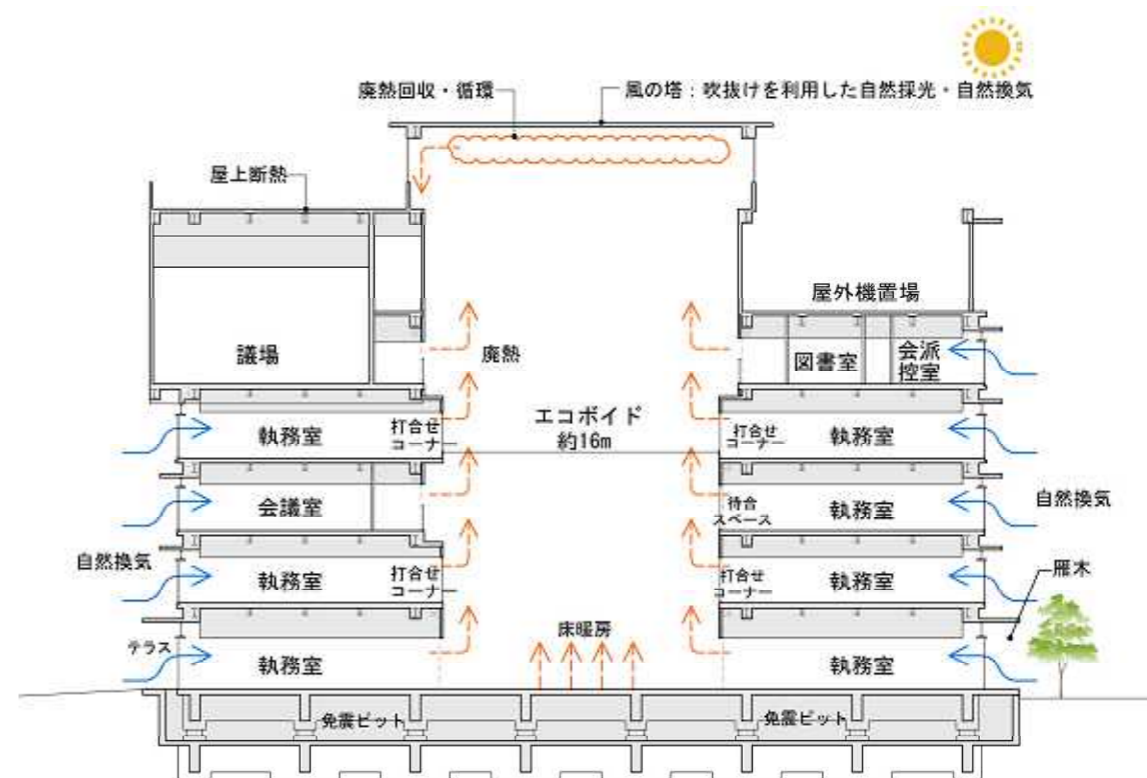 廃熱回収・循環
風の塔：吹抜けを利用した自然採光・自然換気
屋上断熱
屋外機置場
議場
廃熱
図書室
会派
控室
執務室
打合せ
コーナー
エコボイド
約16m
打合せ
コーナー
執務室
会議室
待合
スペース
執務室
自然換気
自然換気
執務室
打合せ
コーナー
打合せ
コーナー
執務室
雁木
テラス
執務室
床暖房
執務室
免震ピット
免震ピット